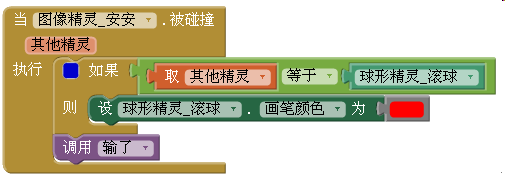 当 图像精灵_安安 .被碰撞
其他精灵
执行 如果 取 其他精灵 等于 球形精灵_滚球
则 设 球形精灵_滚球 . 画笔颜色 为
调用 输了